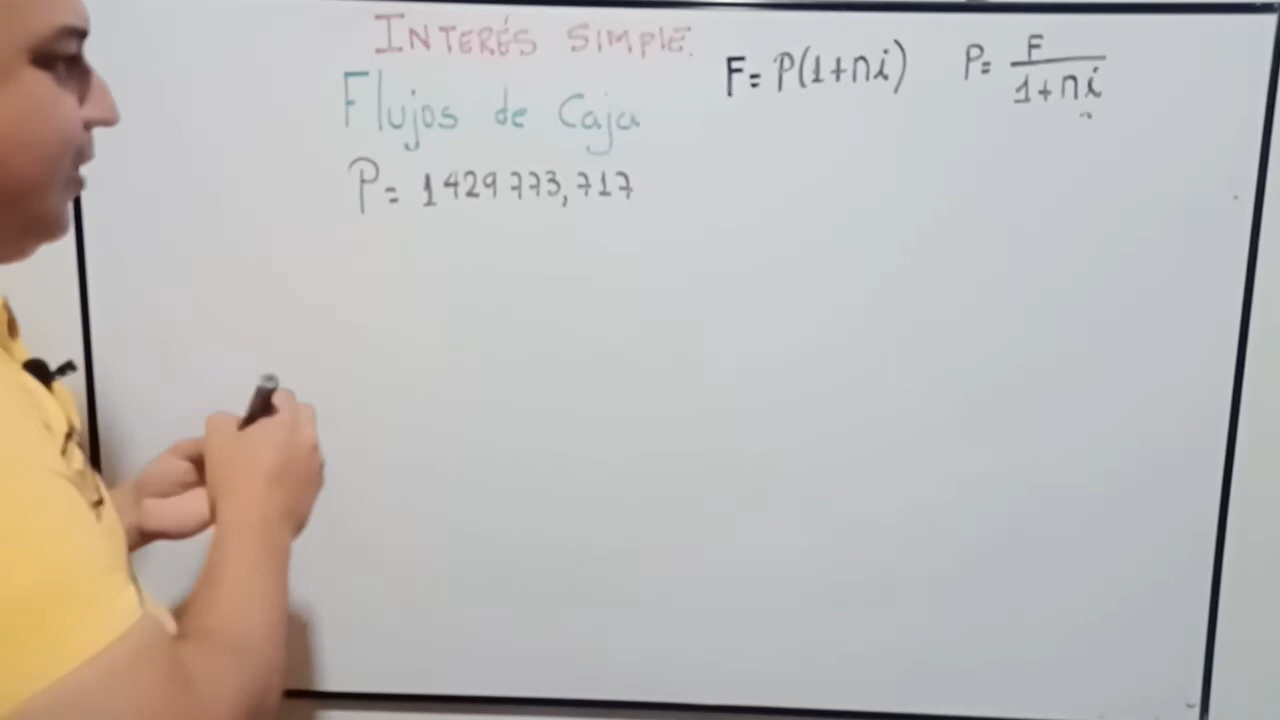 INTERÉS SIMPLE.
Flujos de Caja
F= P(1+ni)
P= F / 1+ni
P= 1429773,717